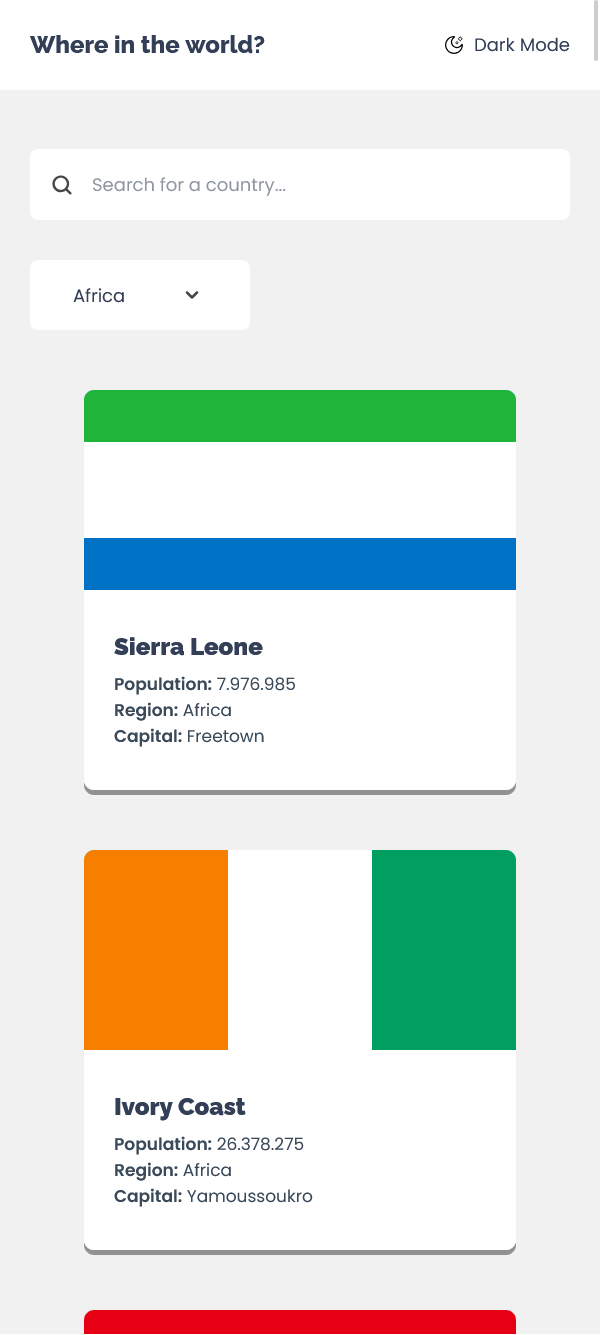 Where in the world?
Dark Mode
Search for a country...
Africa
Sierra Leone
Population: 7.976.985
Region: Africa
Capital: Freetown
Ivory Coast
Population: 26.378.275
Region: Africa
Capital: Yamoussoukro